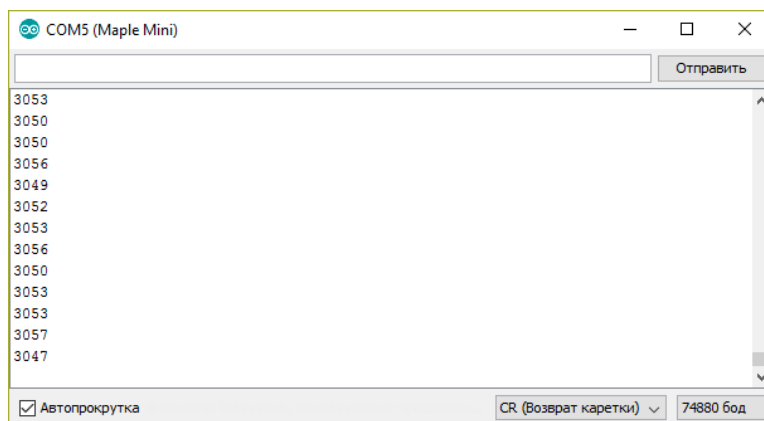 COM5 (Maple Mini)
Отправить
3053
3050
3050
3056
3049
3052
3053
3056
3050
3053
3053
3057
3047
Автопрокрутка
CR (Возврат каретки)
74880 бод